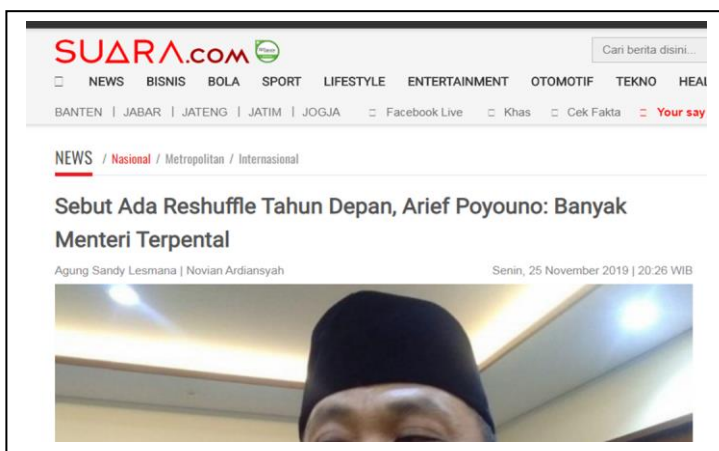 SUARA.com
Cari berita disini...
NEWS BISNIS BOLA SPORT LIFESTYLE ENTERTAINMENT OTOMOTIF TEKNO HEAL
BANTEN | JABAR | JATENG | JATIM | JOGJA Facebook Live Khas Cek Fakta Your say
NEWS / Nasional / Metropolitan / Internasional
Sebut Ada Reshuffle Tahun Depan, Arief Poyouno: Banyak
Menteri Terpental
Agung Sandy Lesmana | Novian Ardiansyah Senin, 25 November 2019 | 20:26 WIB